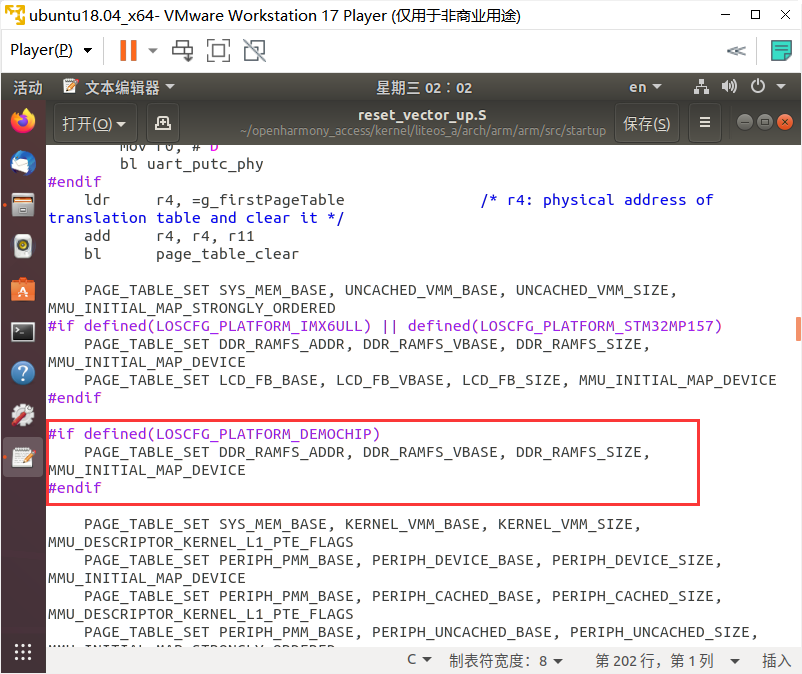 ubuntu18.04_x64- VMware Workstation 17 Player (仅用于非商业用途)
Player(P)
活动 文本编辑器 星期三 02：02 en
打开(O) reset_vector_up.S 保存(S)
~/openharmony_access/kernel/liteos_a/arch/arm/arm/src/startup
mov r0, #'D'
bl uart_putc_phy
#endif
ldr r4, =g_firstPageTable /* r4: physical address of
translation table and clear it */
add r4, r4, r11
bl page_table_clear
PAGE_TABLE_SET SYS_MEM_BASE, UNCACHED_VMM_BASE, UNCACHED_VMM_SIZE,
MMU_INITIAL_MAP_STRONGLY_ORDERED
#if defined(LOSCFG_PLATFORM_IMX6ULL) || defined(LOSCFG_PLATFORM_STM32MP157)
PAGE_TABLE_SET DDR_RAMFS_ADDR, DDR_RAMFS_VBASE, DDR_RAMFS_SIZE,
MMU_INITIAL_MAP_DEVICE
PAGE_TABLE_SET LCD_FB_BASE, LCD_FB_VBASE, LCD_FB_SIZE, MMU_INITIAL_MAP_DEVICE
#endif
#if defined(LOSCFG_PLATFORM_DEMOCHIP)
PAGE_TABLE_SET DDR_RAMFS_ADDR, DDR_RAMFS_VBASE, DDR_RAMFS_SIZE,
MMU_INITIAL_MAP_DEVICE
#endif
PAGE_TABLE_SET SYS_MEM_BASE, KERNEL_VMM_BASE, KERNEL_VMM_SIZE,
MMU_DESCRIPTOR_KERNEL_L1_PTE_FLAGS
PAGE_TABLE_SET PERIPH_PMM_BASE, PERIPH_DEVICE_BASE, PERIPH_DEVICE_SIZE,
MMU_INITIAL_MAP_DEVICE
PAGE_TABLE_SET PERIPH_PMM_BASE, PERIPH_CACHED_BASE, PERIPH_CACHED_SIZE,
MMU_DESCRIPTOR_KERNEL_L1_PTE_FLAGS
PAGE_TABLE_SET PERIPH_PMM_BASE, PERIPH_UNCACHED_BASE, PERIPH_UNCACHED_SIZE,
MMU_INITIAL_MAP_STRONGLY_ORDERED
C 制表符宽度：8 第 202 行，第 1 列 插入